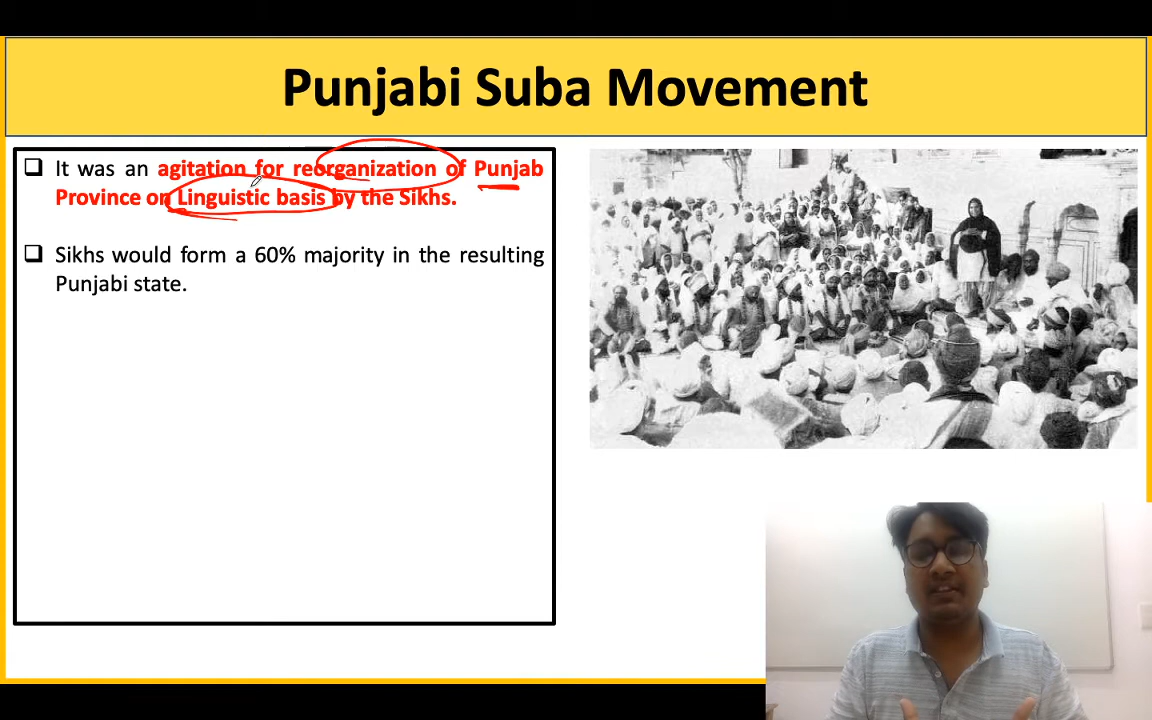 Punjabi Suba Movement
It was an agitation for reorganization of Punjab
Province on Linguistic basis by the Sikhs.
Sikhs would form a 60% majority in the resulting
Punjabi state.